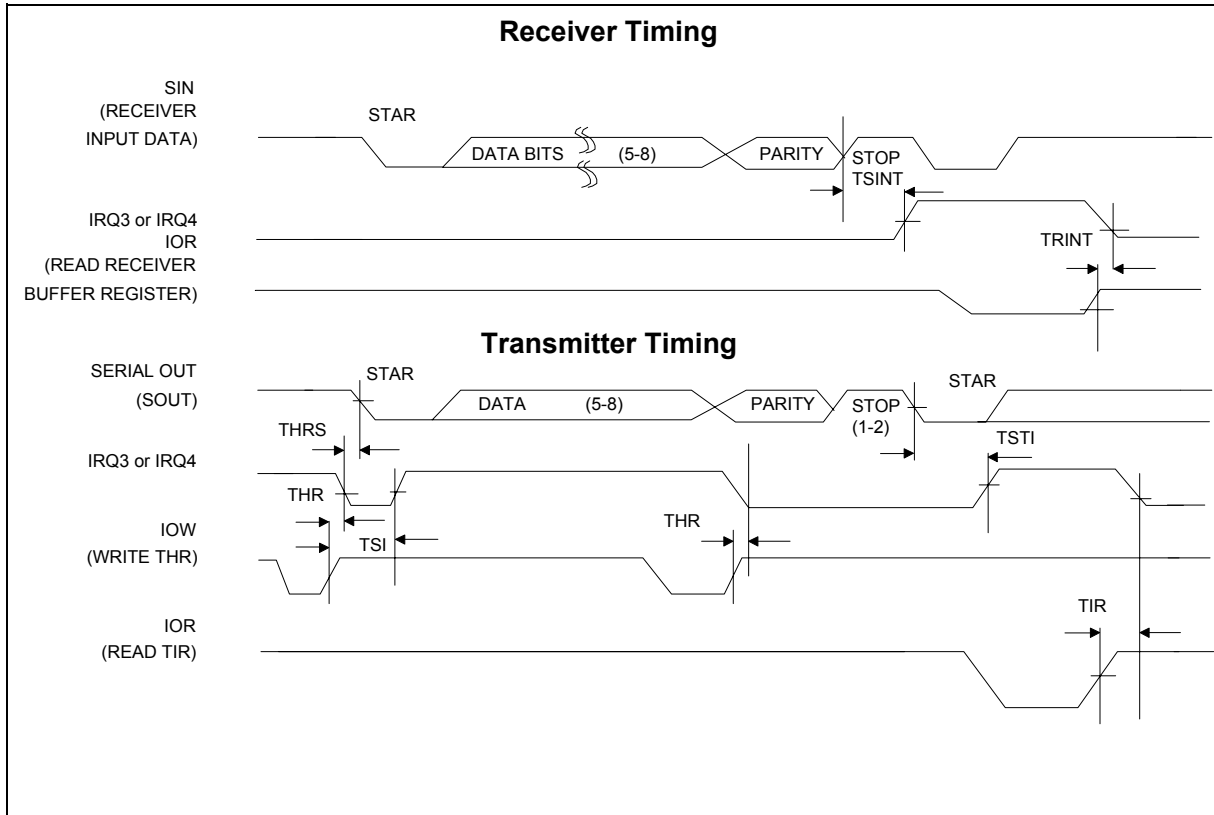 Receiver Timing
SIN
(RECEIVER
INPUT DATA)
STAR
DATA BITS (5-8)
PARITY
STOP
TSINT
IRQ3 or IRQ4
IOR
(READ RECEIVER
BUFFER REGISTER)
TRINT
Transmitter Timing
SERIAL OUT
(SOUT)
STAR
DATA (5-8)
PARITY
STOP
(1-2)
STAR
THRS
TSTI
IRQ3 or IRQ4
THR
THR
IOW
(WRITE THR)
TSI
TIR
IOR
(READ TIR)